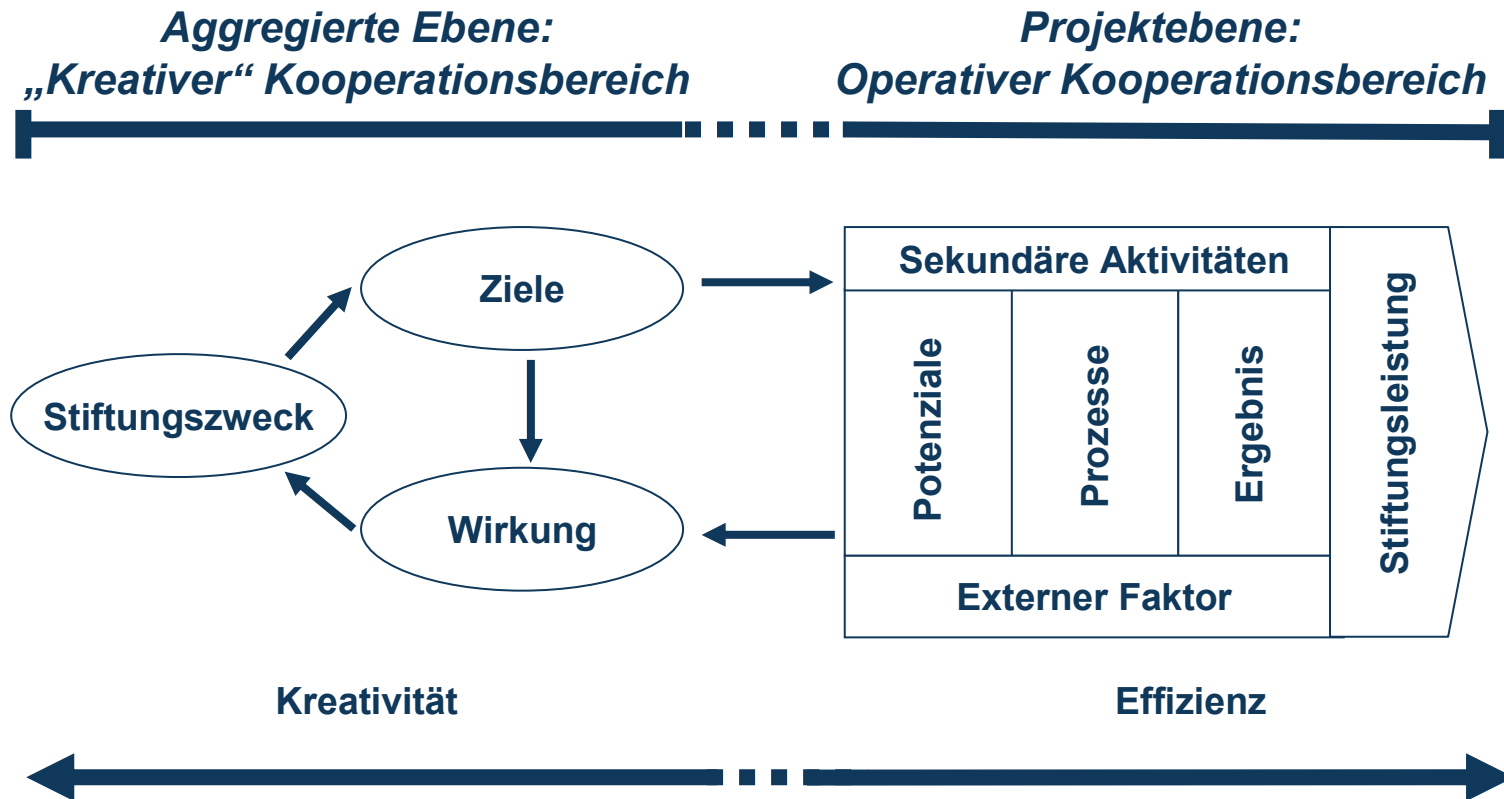 Aggregierte Ebene:
„Kreativer“ Kooperationsbereich
Projektebene:
Operativer Kooperationsbereich
Ziele
Stiftungszweck
Wirkung
Sekundäre Aktivitäten
Potenziale
Prozesse
Ergebnis
Stiftungsleistung
Externer Faktor
Kreativität
Effizienz